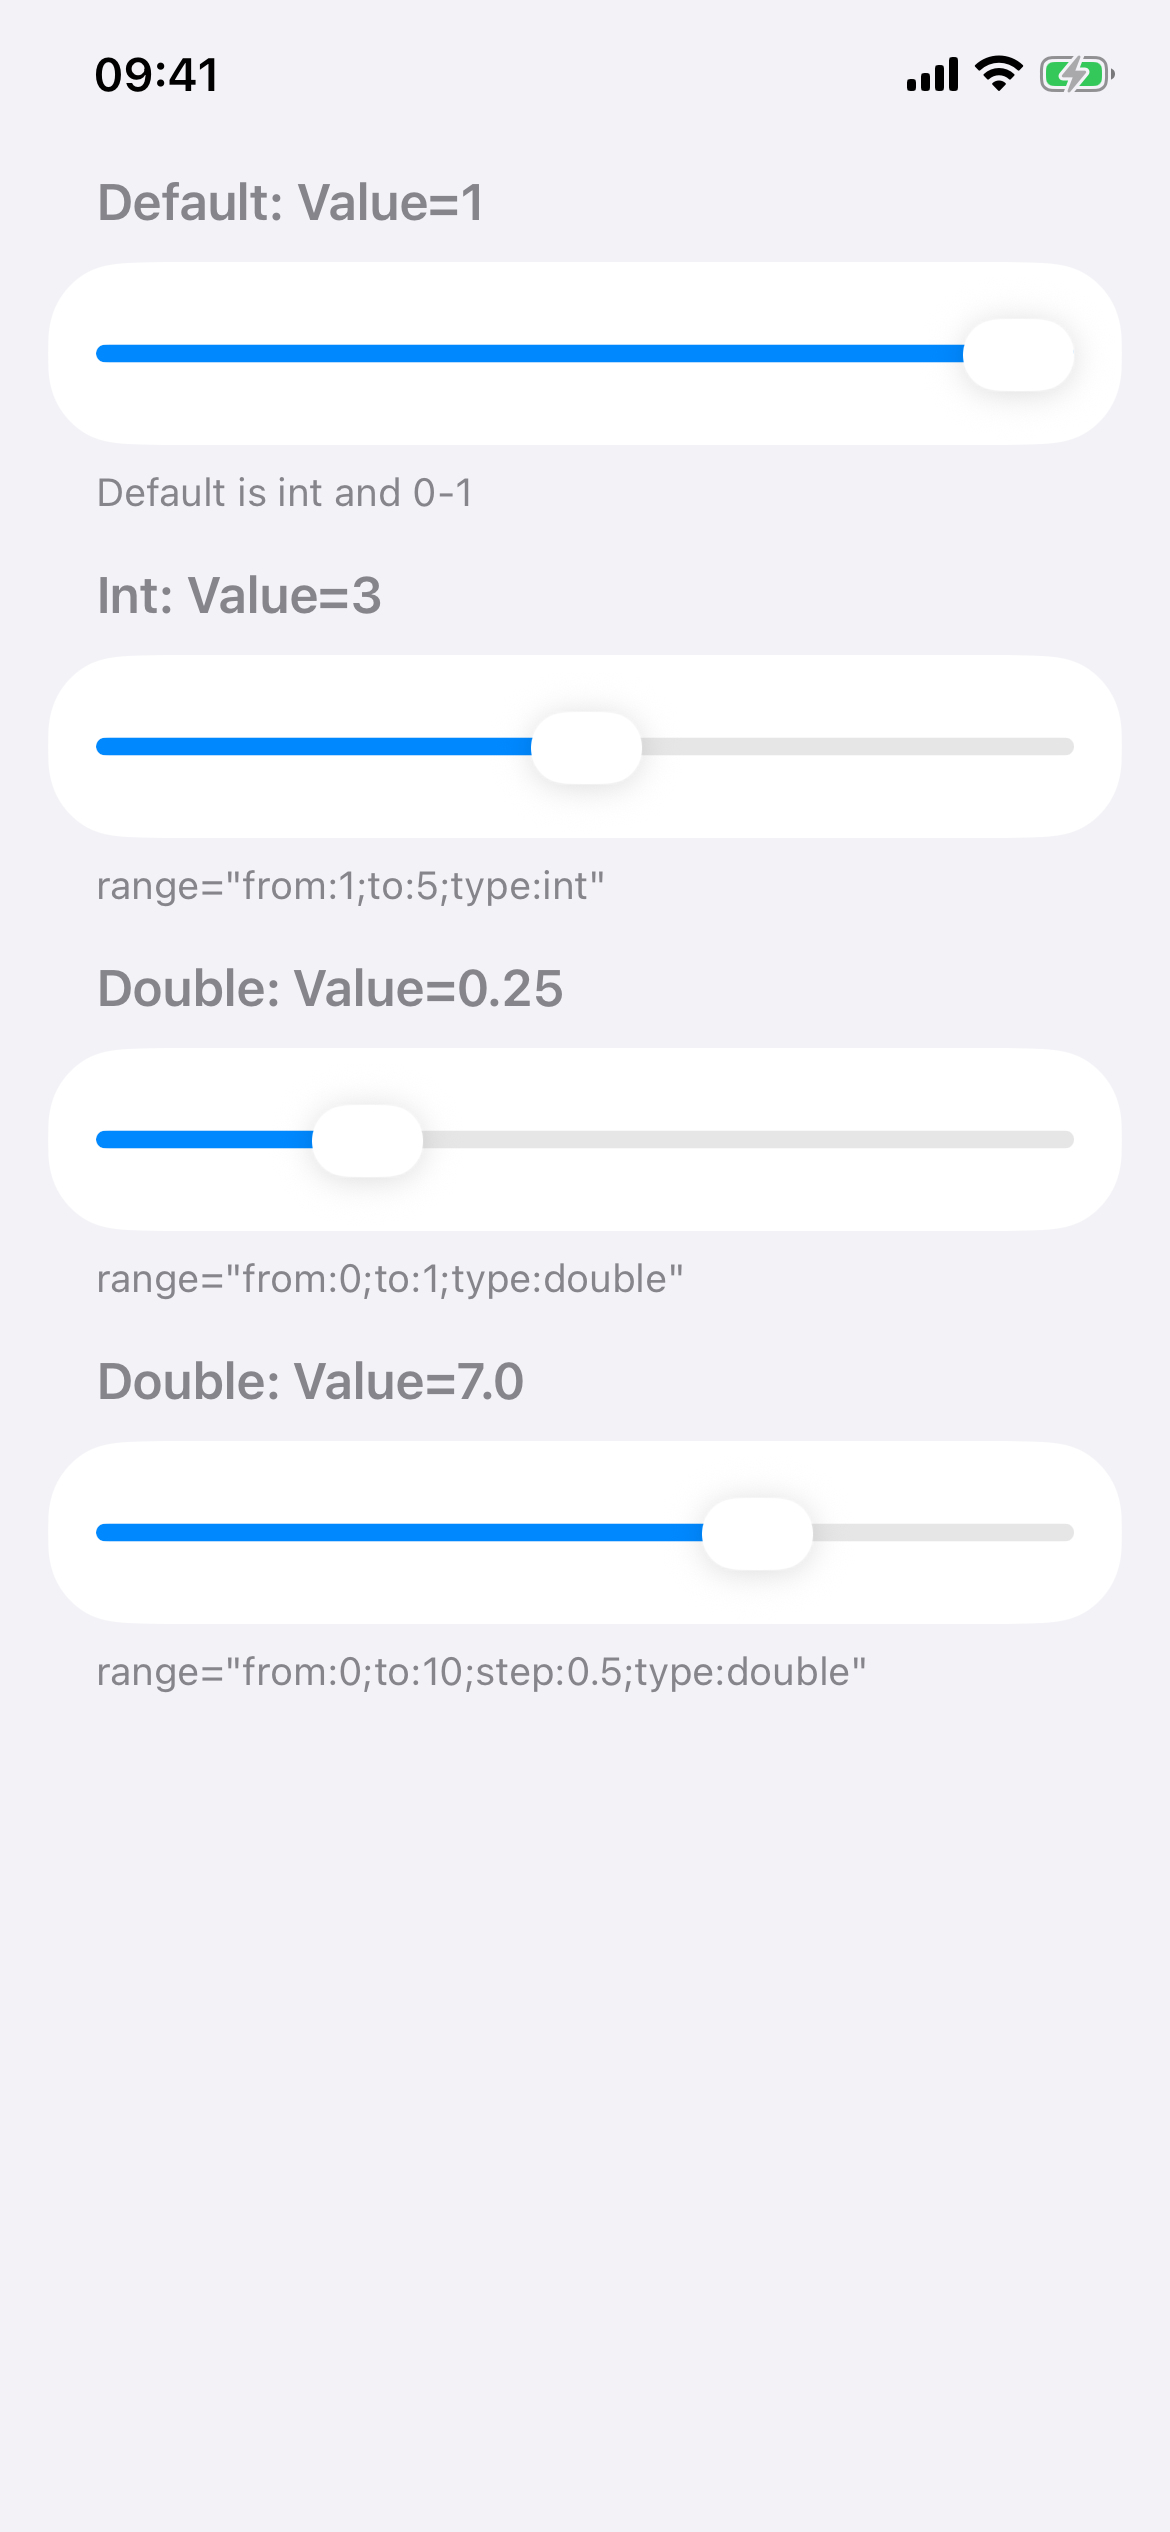 09:41
Default: Value=1
Default is int and 0-1
Int: Value=3
range="from:1;to:5;type:int"
Double: Value=0.25
range="from:0;to:1;type:double"
Double: Value=7.0
range="from:0;to:10;step:0.5;type:double"